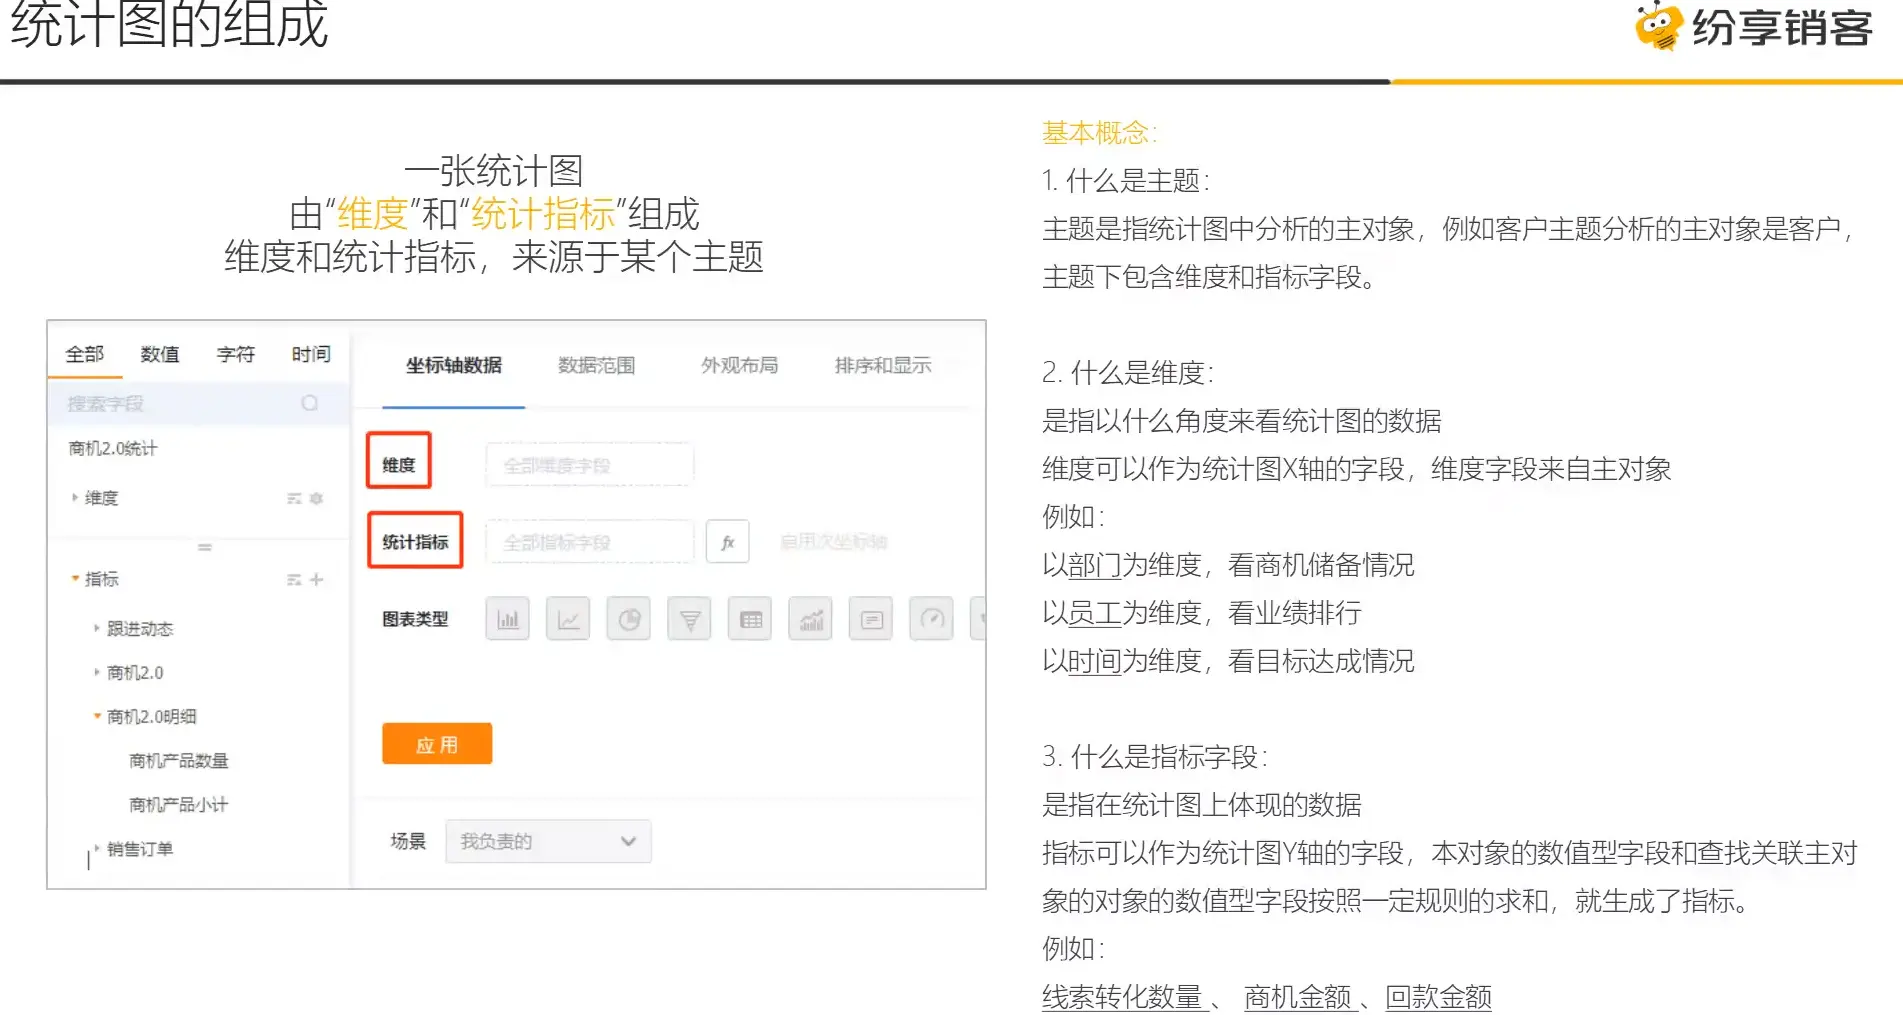 统计图的组成
纷享销客
一张统计图
由“维度”和“统计指标”组成
维度和统计指标，来源于某个主题
全部 数值 字符 时间
搜索字段
商机2.0统计
维度
指标
跟进动态
商机2.0
商机2.0明细
商机产品数量
商机产品小计
销售订单
坐标轴数据 数据范围 外观布局 排序和显示
维度 全部维度字段
统计指标 全部指标字段 fx 启用次坐标轴
图表类型
应用
场景 我负责的
基本概念：
1. 什么是主题：
主题是指统计图中分析的主对象，例如客户主题分析的主对象是客户，
主题下包含维度和指标字段。
2. 什么是维度：
是指以什么角度来看统计图的数据
维度可以作为统计图X轴的字段，维度字段来自主对象
例如：
以部门为维度，看商机储备情况
以员工为维度，看业绩排行
以时间为维度，看目标达成情况
3. 什么是指标字段：
是指在统计图上体现的数据
指标可以作为统计图Y轴的字段，本对象的数值型字段和查找关联主对
象的对象的数值型字段按照一定规则的求和，就生成了指标。
例如：
线索转化数量 、 商机金额 、回款金额